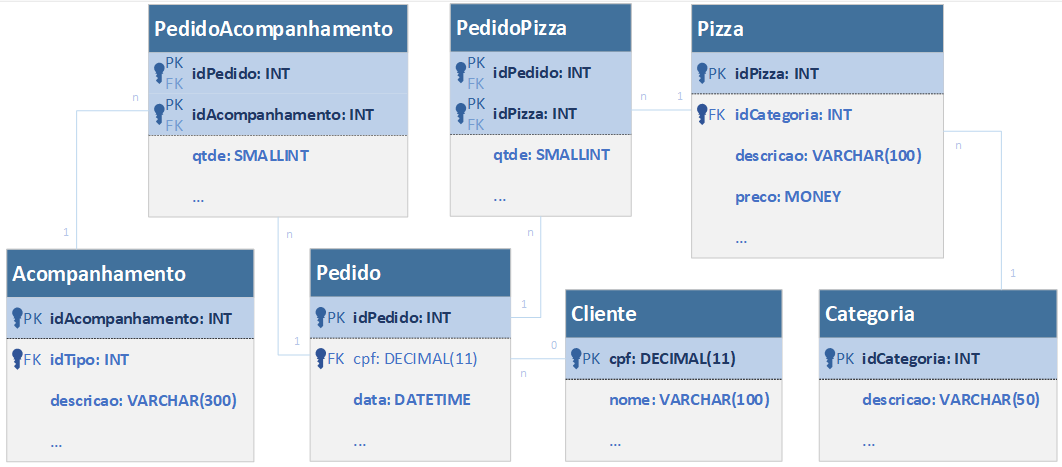 PedidoAcompanhamento
PK
FK
idPedido: INT
PK
FK
idAcompanhamento: INT
qtde: SMALLINT
...
PedidoPizza
PK
FK
idPedido: INT
PK
FK
idPizza: INT
qtde: SMALLINT
...
Pizza
PK idPizza: INT
FK idCategoria: INT
descricao: VARCHAR(100)
preco: MONEY
...
n
1
n
1
n
1
n
1
n
1
0
n
Acompanhamento
PK idAcompanhamento: INT
FK idTipo: INT
descricao: VARCHAR(300)
...
Pedido
PK idPedido: INT
FK cpf: DECIMAL(11)
data: DATETIME
...
Cliente
PK cpf: DECIMAL(11)
nome: VARCHAR(100)
...
Categoria
PK idCategoria: INT
descricao: VARCHAR(50)
...